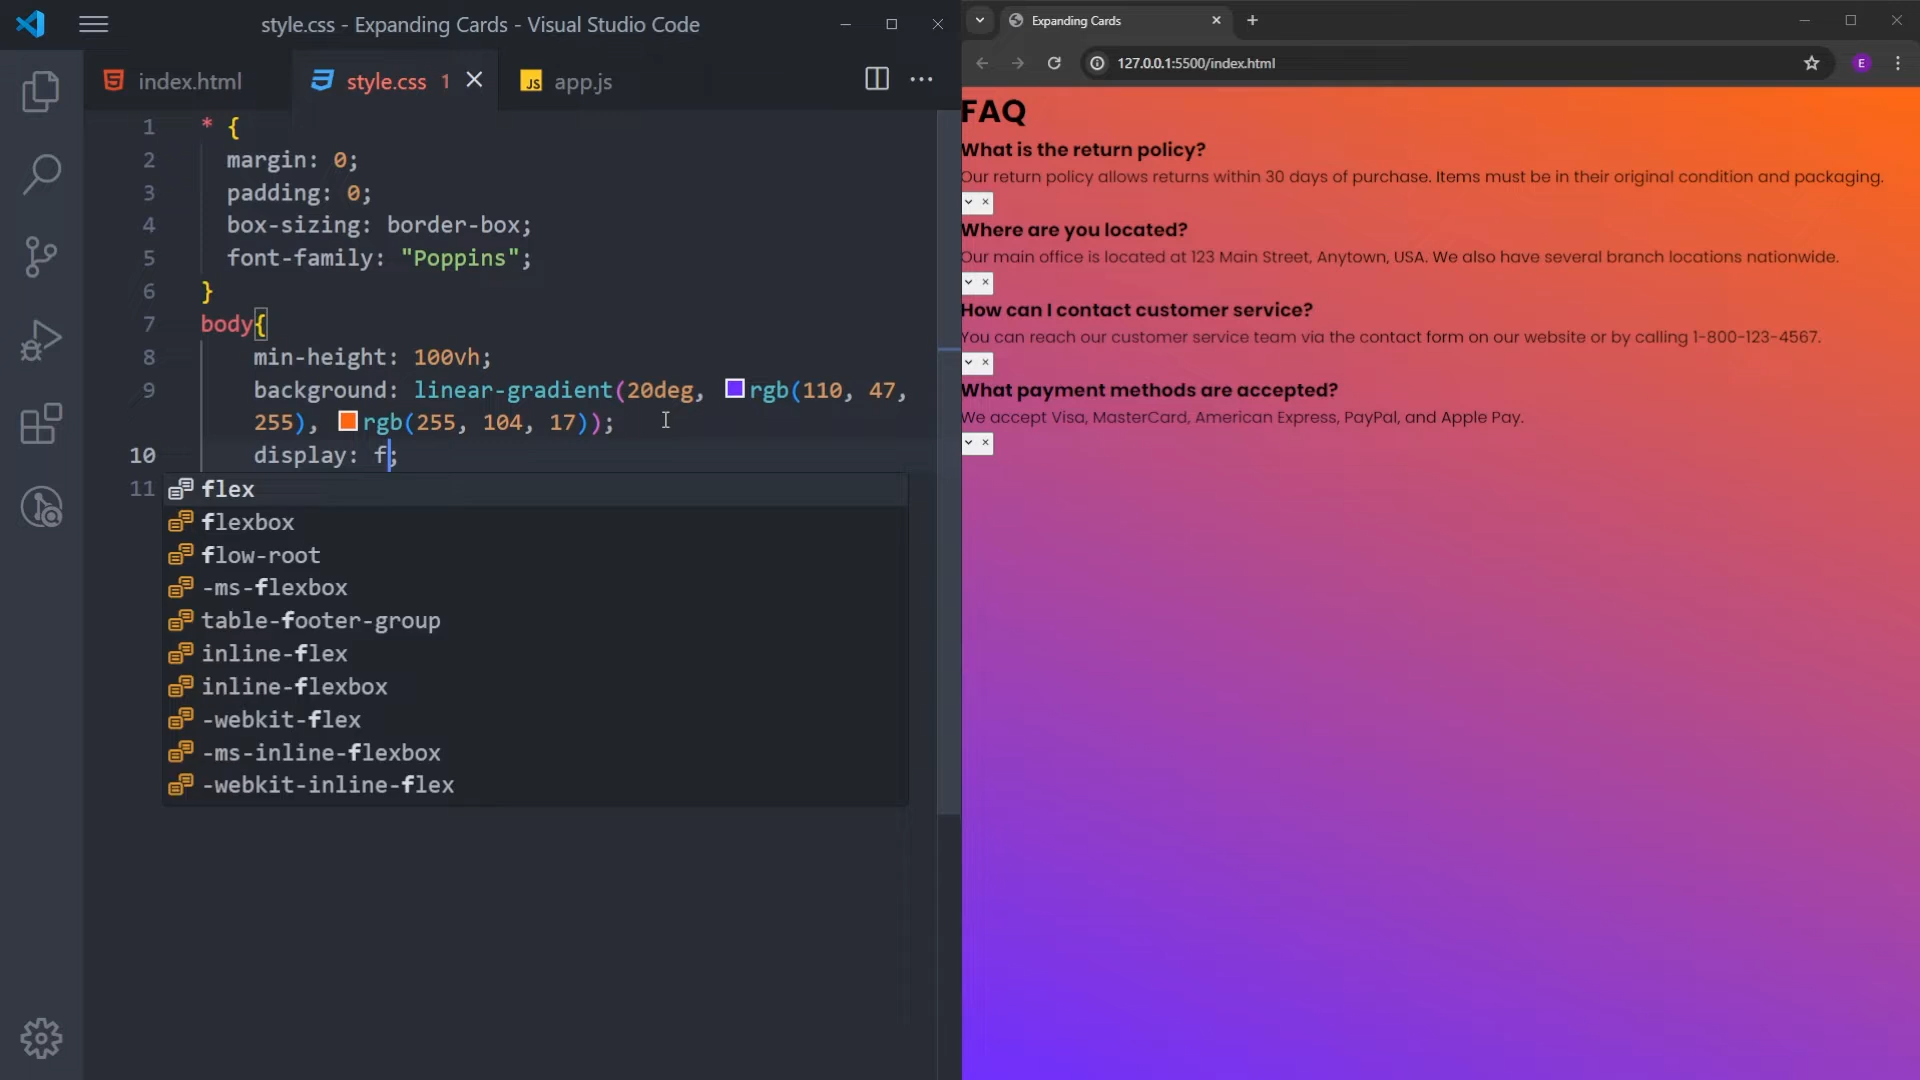 style.css - Expanding Cards - Visual Studio Code
index.html
style.css 1
JS app.js
1 * {
2 margin: 0;
3 padding: 0;
4 box-sizing: border-box;
5 font-family: "Poppins";
6 }
7 body{
8 min-height: 100vh;
9 background: linear-gradient(20deg, rgb(110, 47,
255), rgb(255, 104, 17));
10 display: f;
11
flex
flexbox
flow-root
-ms-flexbox
table-footer-group
inline-flex
inline-flexbox
-webkit-flex
-ms-inline-flexbox
-webkit-inline-flex
Expanding Cards
127.0.0.1:5500/index.html
E
FAQ
What is the return policy?
Our return policy allows returns within 30 days of purchase. Items must be in their original condition and packaging.
Where are you located?
Our main office is located at 123 Main Street, Anytown, USA. We also have several branch locations nationwide.
How can I contact customer service?
You can reach our customer service team via the contact form on our website or by calling 1-800-123-4567.
What payment methods are accepted?
We accept Visa, MasterCard, American Express, PayPal, and Apple Pay.